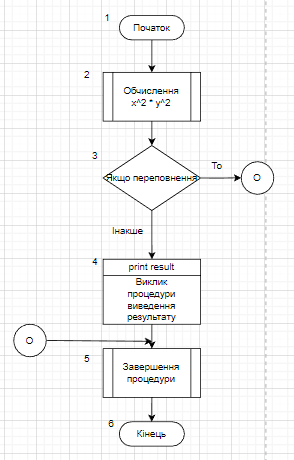 1
Початок
2
Обчислення
x^2 * y^2
3
Якщо переповнення
То
О
Інакше
4
print result
Виклик
процедури
виведення
результату
О
5
Завершення
процедури
6
Кінець